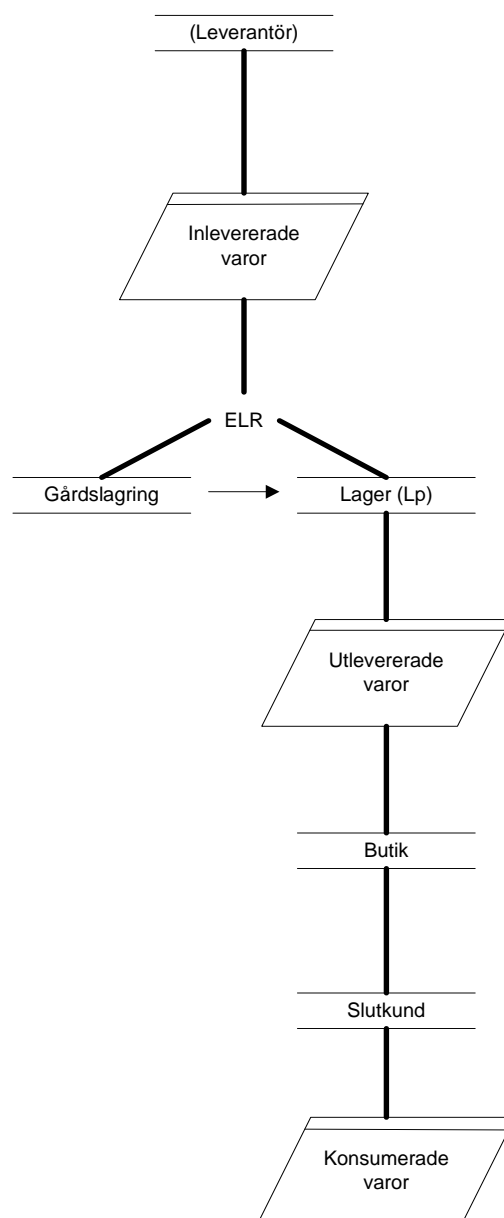 (Leverantör)
Inlevererade
varor
ELR
Gårdslagring
Lager (Lp)
Utlevererade
varor
Butik
Slutkund
Konsumerade
varor